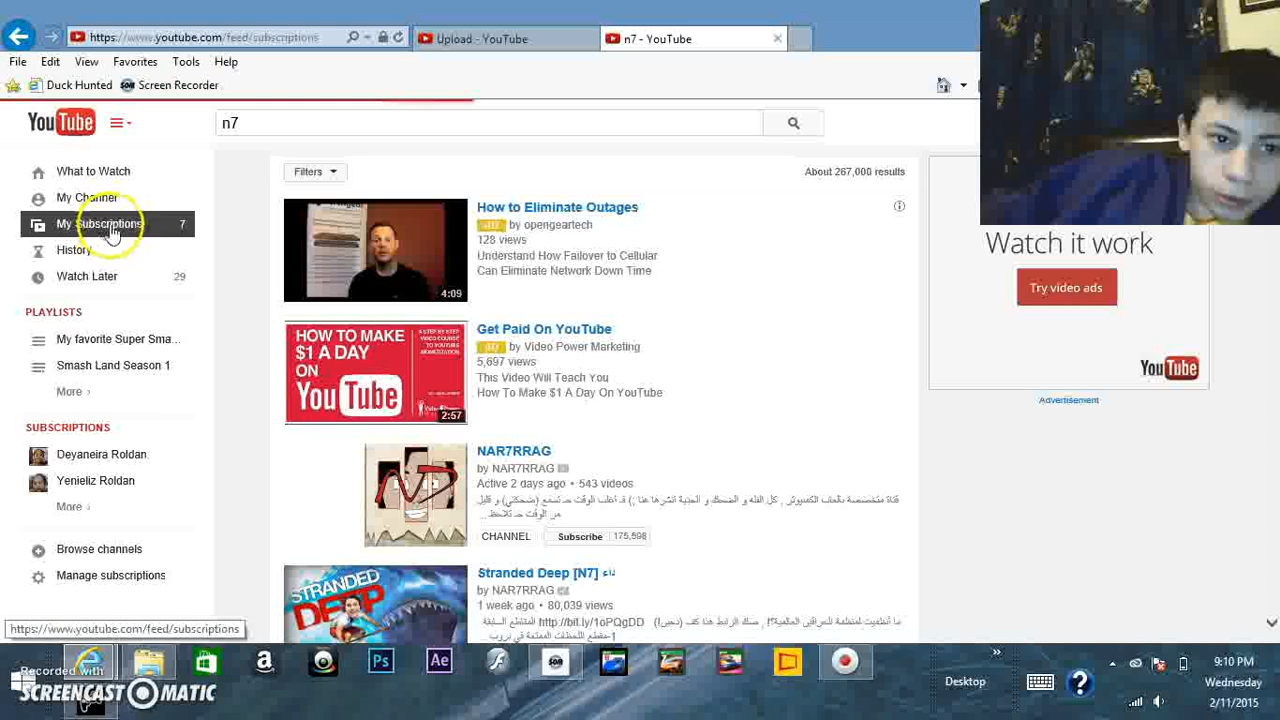 https://www.youtube.com/feed/subscriptions
Upload - YouTube
n7 - YouTube
File Edit View Favorites Tools Help
Duck Hunted
Screen Recorder
YouTube
n7
What to Watch
My Channel
My Subscriptions 7
History
Watch Later 29
PLAYLISTS
My favorite Super Sma...
Smash Land Season 1
More ›
SUBSCRIPTIONS
Deyaneira Roldan
Yenieliz Roldan
More ›
Browse channels
Manage subscriptions
https://www.youtube.com/feed/subscriptions
Filters
About 267,000 results
4:09
How to Eliminate Outages
by opengeartech
128 views
Understand How Failover to Cellular
Can Eliminate Network Down Time
HOW TO MAKE
$1 A DAY
ON
YouTube
2:57
Get Paid On YouTube
by Video Power Marketing
5,697 views
This Video Will Teach You
How To Make $1 A Day On YouTube
NAR7RRAG
by NAR7RRAG
Active 2 days ago • 543 videos
CHANNEL
Subscribe 175,598
STRANDED
DEEP
Stranded Deep [N7]
by NAR7RRAG
1 week ago • 80,039 views
http://bit.ly/1oPQgDD
Watch it work
Try video ads
YouTube
Advertisement
Recorded with
SCREENCAST MATIC
Ps
Ae
Desktop
9:10 PM
Wednesday
2/11/2015